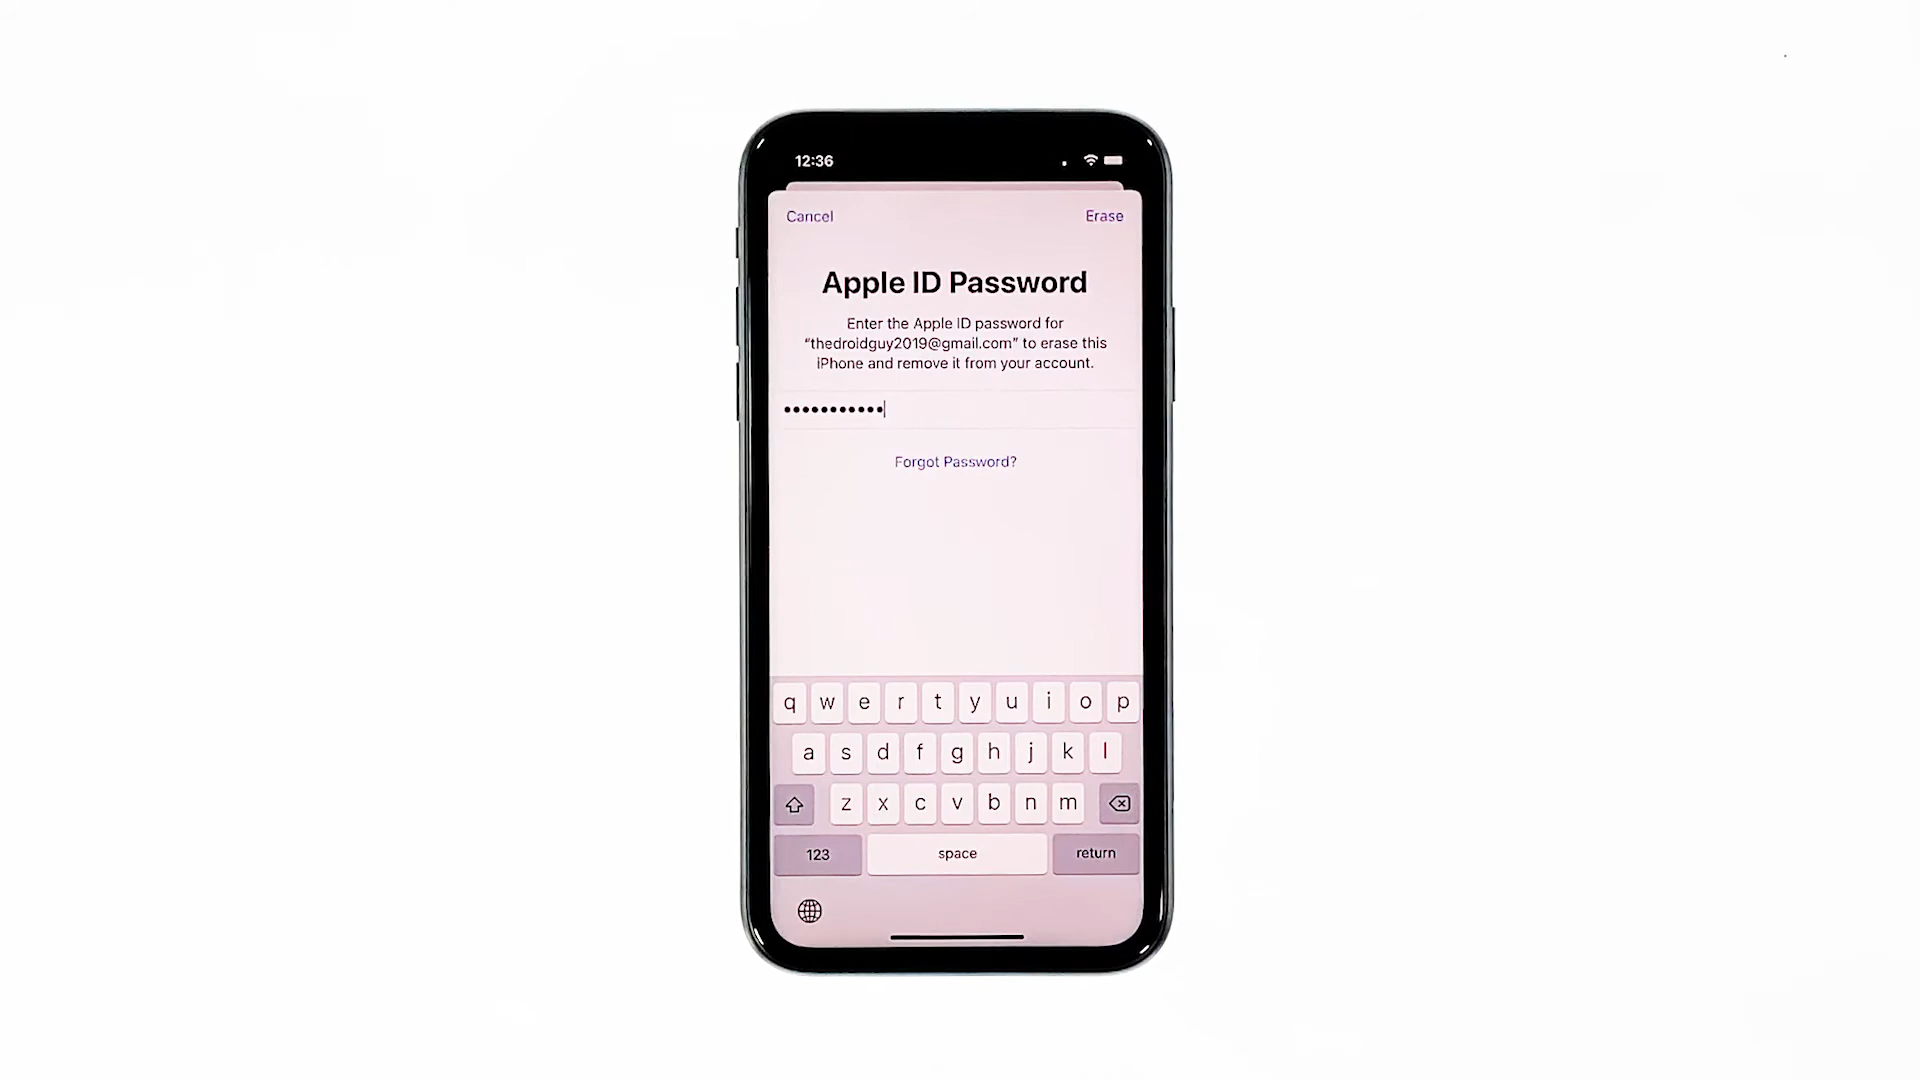 12:36
Cancel Erase
Apple ID Password
Enter the Apple ID password for
“thedroidguy2019@gmail.com” to erase this
iPhone and remove it from your account.
•••••••••••
Forgot Password?
q w e r t y u i o p
a s d f g h j k l
z x c v b n m
123 space return